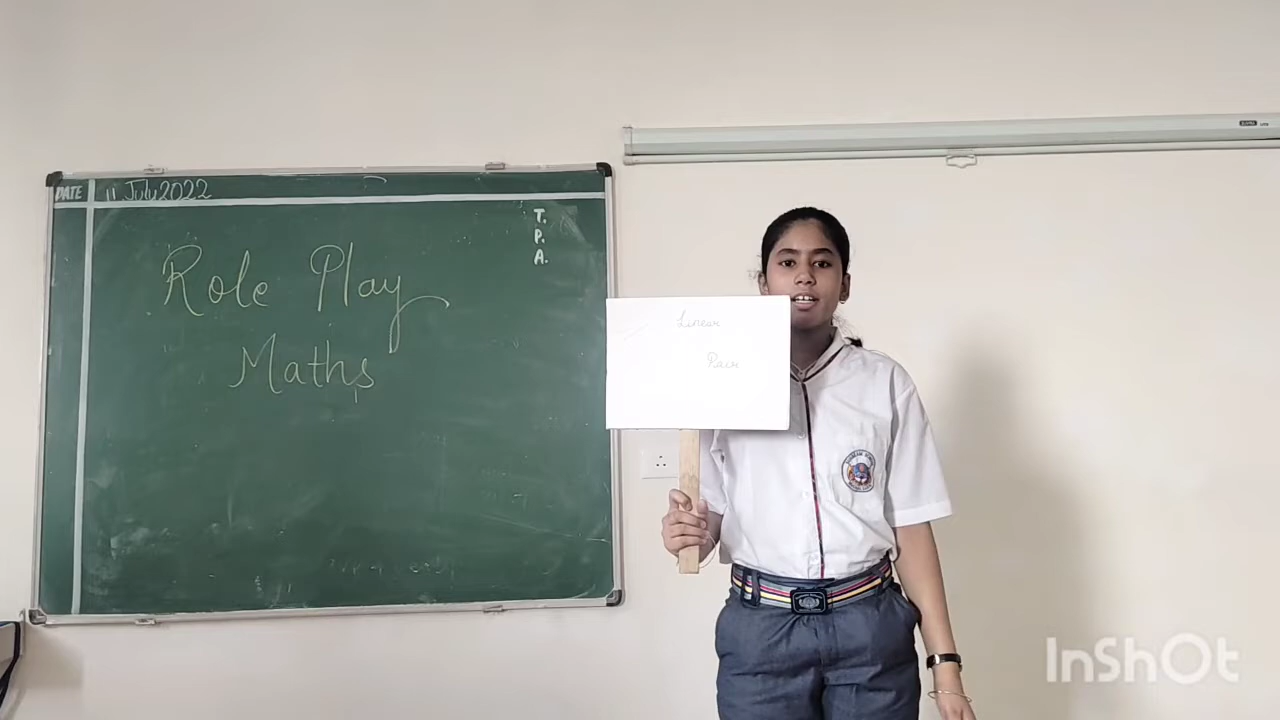 DATE 11 July 2022
T.
P.
A.
Role Play
Maths
Linear
Pair
InShOt